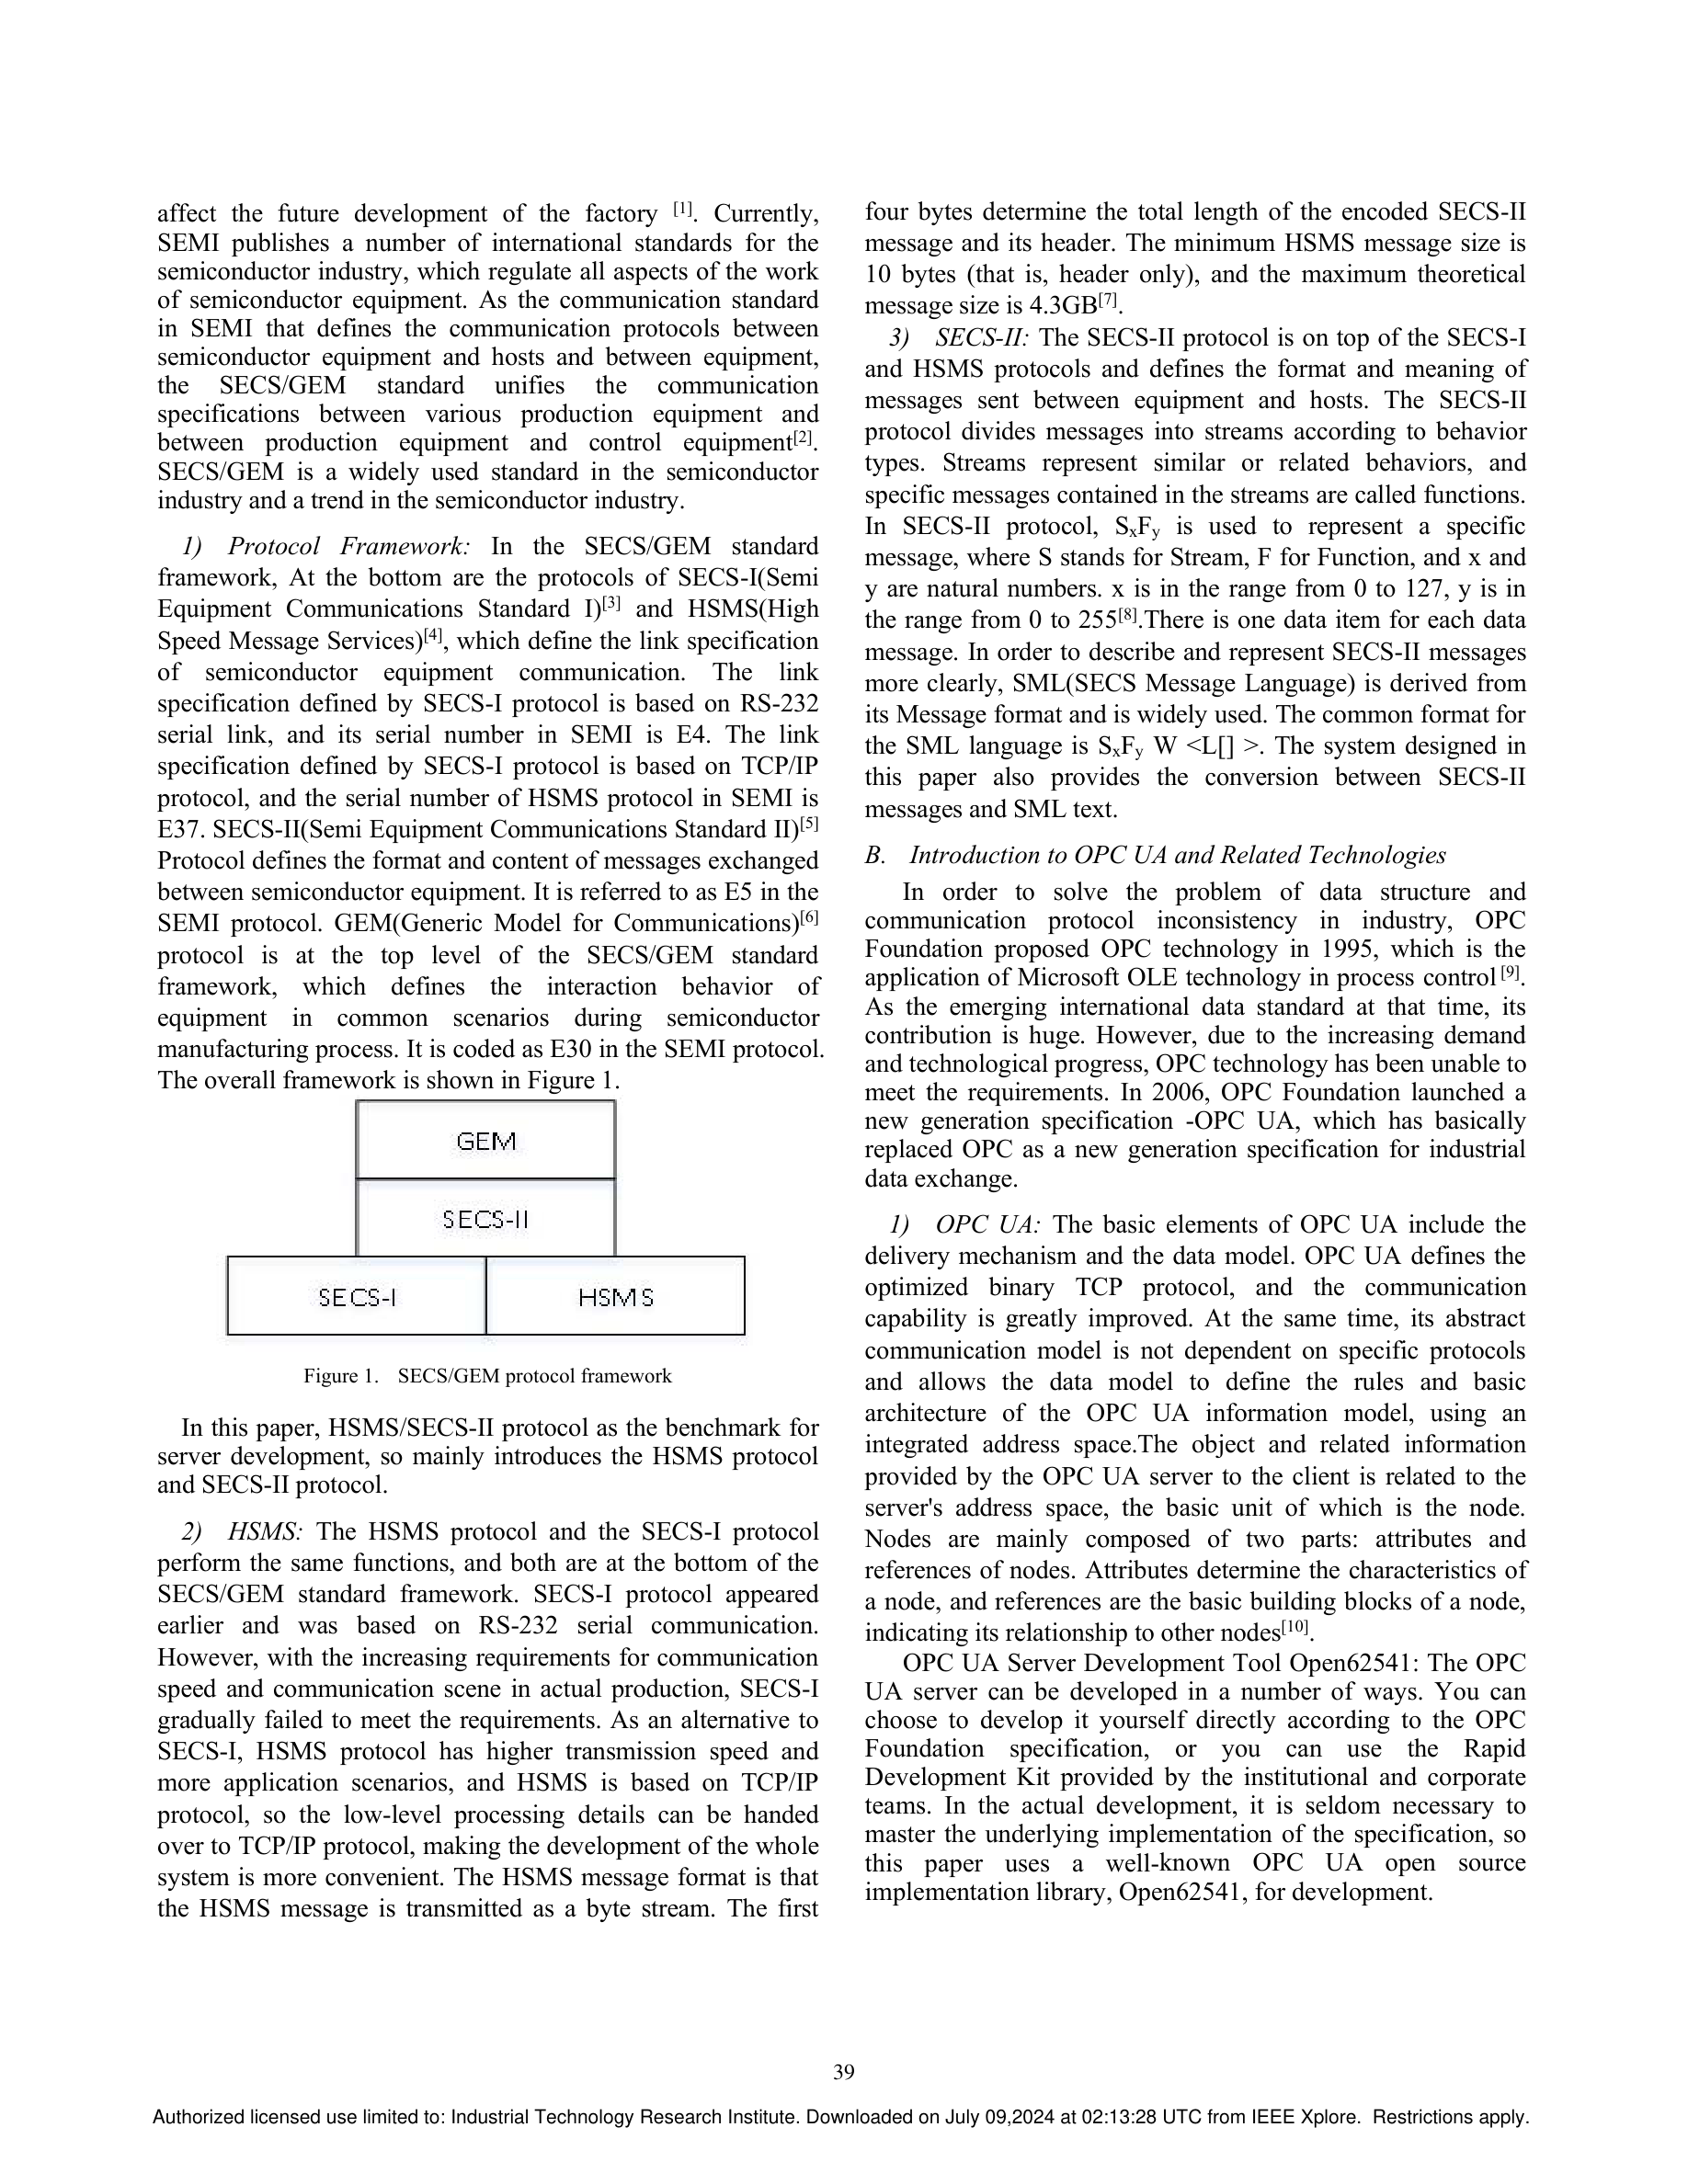 affect the future development of the factory [1]. Currently,
SEMI publishes a number of international standards for the
semiconductor industry, which regulate all aspects of the work
of semiconductor equipment. As the communication standard
in SEMI that defines the communication protocols between
semiconductor equipment and hosts and between equipment,
the SECS/GEM standard unifies the communication
specifications between various production equipment and
between production equipment and control equipment[2].
SECS/GEM is a widely used standard in the semiconductor
industry and a trend in the semiconductor industry.
1) Protocol Framework: In the SECS/GEM standard
framework, At the bottom are the protocols of SECS-I(Semi
Equipment Communications Standard I)[3] and HSMS(High
Speed Message Services)[4], which define the link specification
of semiconductor equipment communication. The link
specification defined by SECS-I protocol is based on RS-232
serial link, and its serial number in SEMI is E4. The link
specification defined by SECS-I protocol is based on TCP/IP
protocol, and the serial number of HSMS protocol in SEMI is
E37. SECS-II(Semi Equipment Communications Standard II)[5]
Protocol defines the format and content of messages exchanged
between semiconductor equipment. It is referred to as E5 in the
SEMI protocol. GEM(Generic Model for Communications)[6]
protocol is at the top level of the SECS/GEM standard
framework, which defines the interaction behavior of
equipment in common scenarios during semiconductor
manufacturing process. It is coded as E30 in the SEMI protocol.
The overall framework is shown in Figure 1.
GEM
SECS-II
SECS-I HSMS
Figure 1. SECS/GEM protocol framework
In this paper, HSMS/SECS-II protocol as the benchmark for
server development, so mainly introduces the HSMS protocol
and SECS-II protocol.
2) HSMS: The HSMS protocol and the SECS-I protocol
perform the same functions, and both are at the bottom of the
SECS/GEM standard framework. SECS-I protocol appeared
earlier and was based on RS-232 serial communication.
However, with the increasing requirements for communication
speed and communication scene in actual production, SECS-I
gradually failed to meet the requirements. As an alternative to
SECS-I, HSMS protocol has higher transmission speed and
more application scenarios, and HSMS is based on TCP/IP
protocol, so the low-level processing details can be handed
over to TCP/IP protocol, making the development of the whole
system is more convenient. The HSMS message format is that
the HSMS message is transmitted as a byte stream. The first
four bytes determine the total length of the encoded SECS-II
message and its header. The minimum HSMS message size is
10 bytes (that is, header only), and the maximum theoretical
message size is 4.3GB[7].
3) SECS-II: The SECS-II protocol is on top of the SECS-I
and HSMS protocols and defines the format and meaning of
messages sent between equipment and hosts. The SECS-II
protocol divides messages into streams according to behavior
types. Streams represent similar or related behaviors, and
specific messages contained in the streams are called functions.
In SECS-II protocol, SxFy is used to represent a specific
message, where S stands for Stream, F for Function, and x and
y are natural numbers. x is in the range from 0 to 127, y is in
the range from 0 to 255[8].There is one data item for each data
message. In order to describe and represent SECS-II messages
more clearly, SML(SECS Message Language) is derived from
its Message format and is widely used. The common format for
the SML language is SxFy W <L[] >. The system designed in
this paper also provides the conversion between SECS-II
messages and SML text.
B. Introduction to OPC UA and Related Technologies
In order to solve the problem of data structure and
communication protocol inconsistency in industry, OPC
Foundation proposed OPC technology in 1995, which is the
application of Microsoft OLE technology in process control [9].
As the emerging international data standard at that time, its
contribution is huge. However, due to the increasing demand
and technological progress, OPC technology has been unable to
meet the requirements. In 2006, OPC Foundation launched a
new generation specification -OPC UA, which has basically
replaced OPC as a new generation specification for industrial
data exchange.
1) OPC UA: The basic elements of OPC UA include the
delivery mechanism and the data model. OPC UA defines the
optimized binary TCP protocol, and the communication
capability is greatly improved. At the same time, its abstract
communication model is not dependent on specific protocols
and allows the data model to define the rules and basic
architecture of the OPC UA information model, using an
integrated address space.The object and related information
provided by the OPC UA server to the client is related to the
server's address space, the basic unit of which is the node.
Nodes are mainly composed of two parts: attributes and
references of nodes. Attributes determine the characteristics of
a node, and references are the basic building blocks of a node,
indicating its relationship to other nodes[10].
OPC UA Server Development Tool Open62541: The OPC
UA server can be developed in a number of ways. You can
choose to develop it yourself directly according to the OPC
Foundation specification, or you can use the Rapid
Development Kit provided by the institutional and corporate
teams. In the actual development, it is seldom necessary to
master the underlying implementation of the specification, so
this paper uses a well-known OPC UA open source
implementation library, Open62541, for development.
39
Authorized licensed use limited to: Industrial Technology Research Institute. Downloaded on July 09,2024 at 02:13:28 UTC from IEEE Xplore. Restrictions apply.